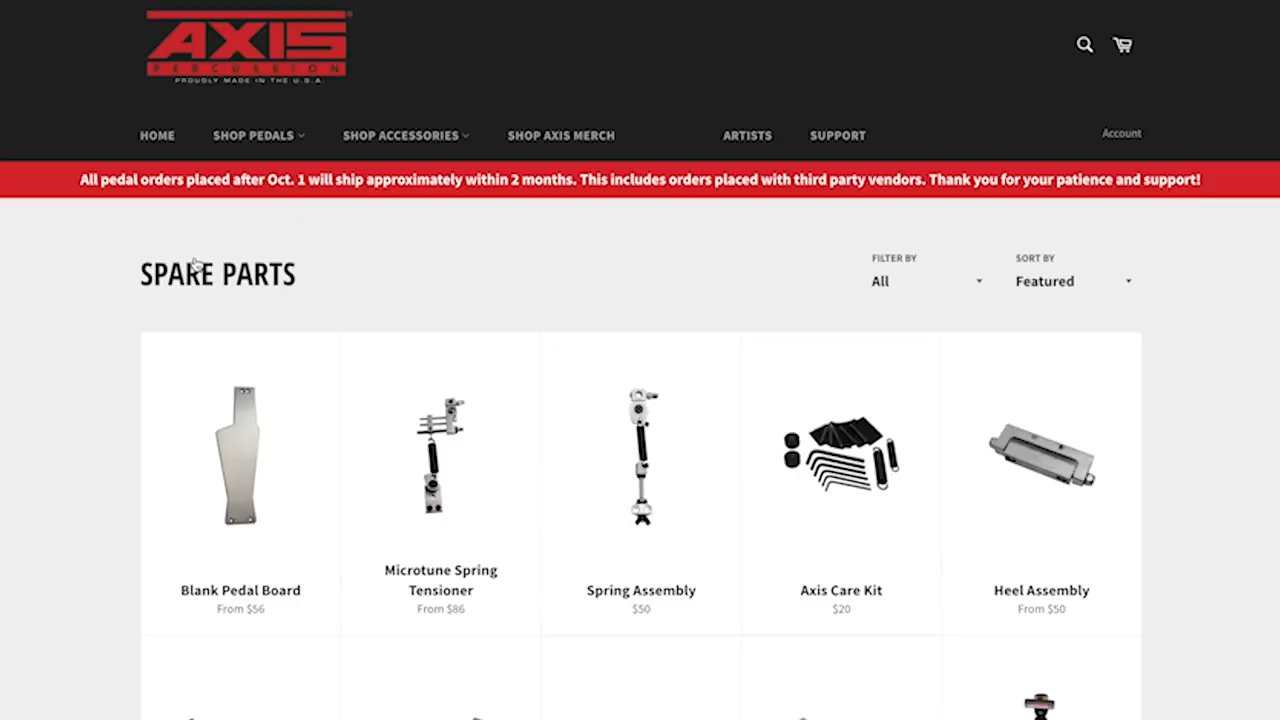 AXIS
PERCUSSION
PROUDLY MADE IN THE U.S.A.
HOME
SHOP PEDALS
SHOP ACCESSORIES
SHOP AXIS MERCH
ARTISTS
SUPPORT
Account
All pedal orders placed after Oct. 1 will ship approximately within 2 months. This includes orders placed with third party vendors. Thank you for your patience and support!
SPARE PARTS
FILTER BY
All
SORT BY
Featured
Blank Pedal Board
From $56
Microtune Spring
Tensioner
From $86
Spring Assembly
$50
Axis Care Kit
$20
Heel Assembly
From $50